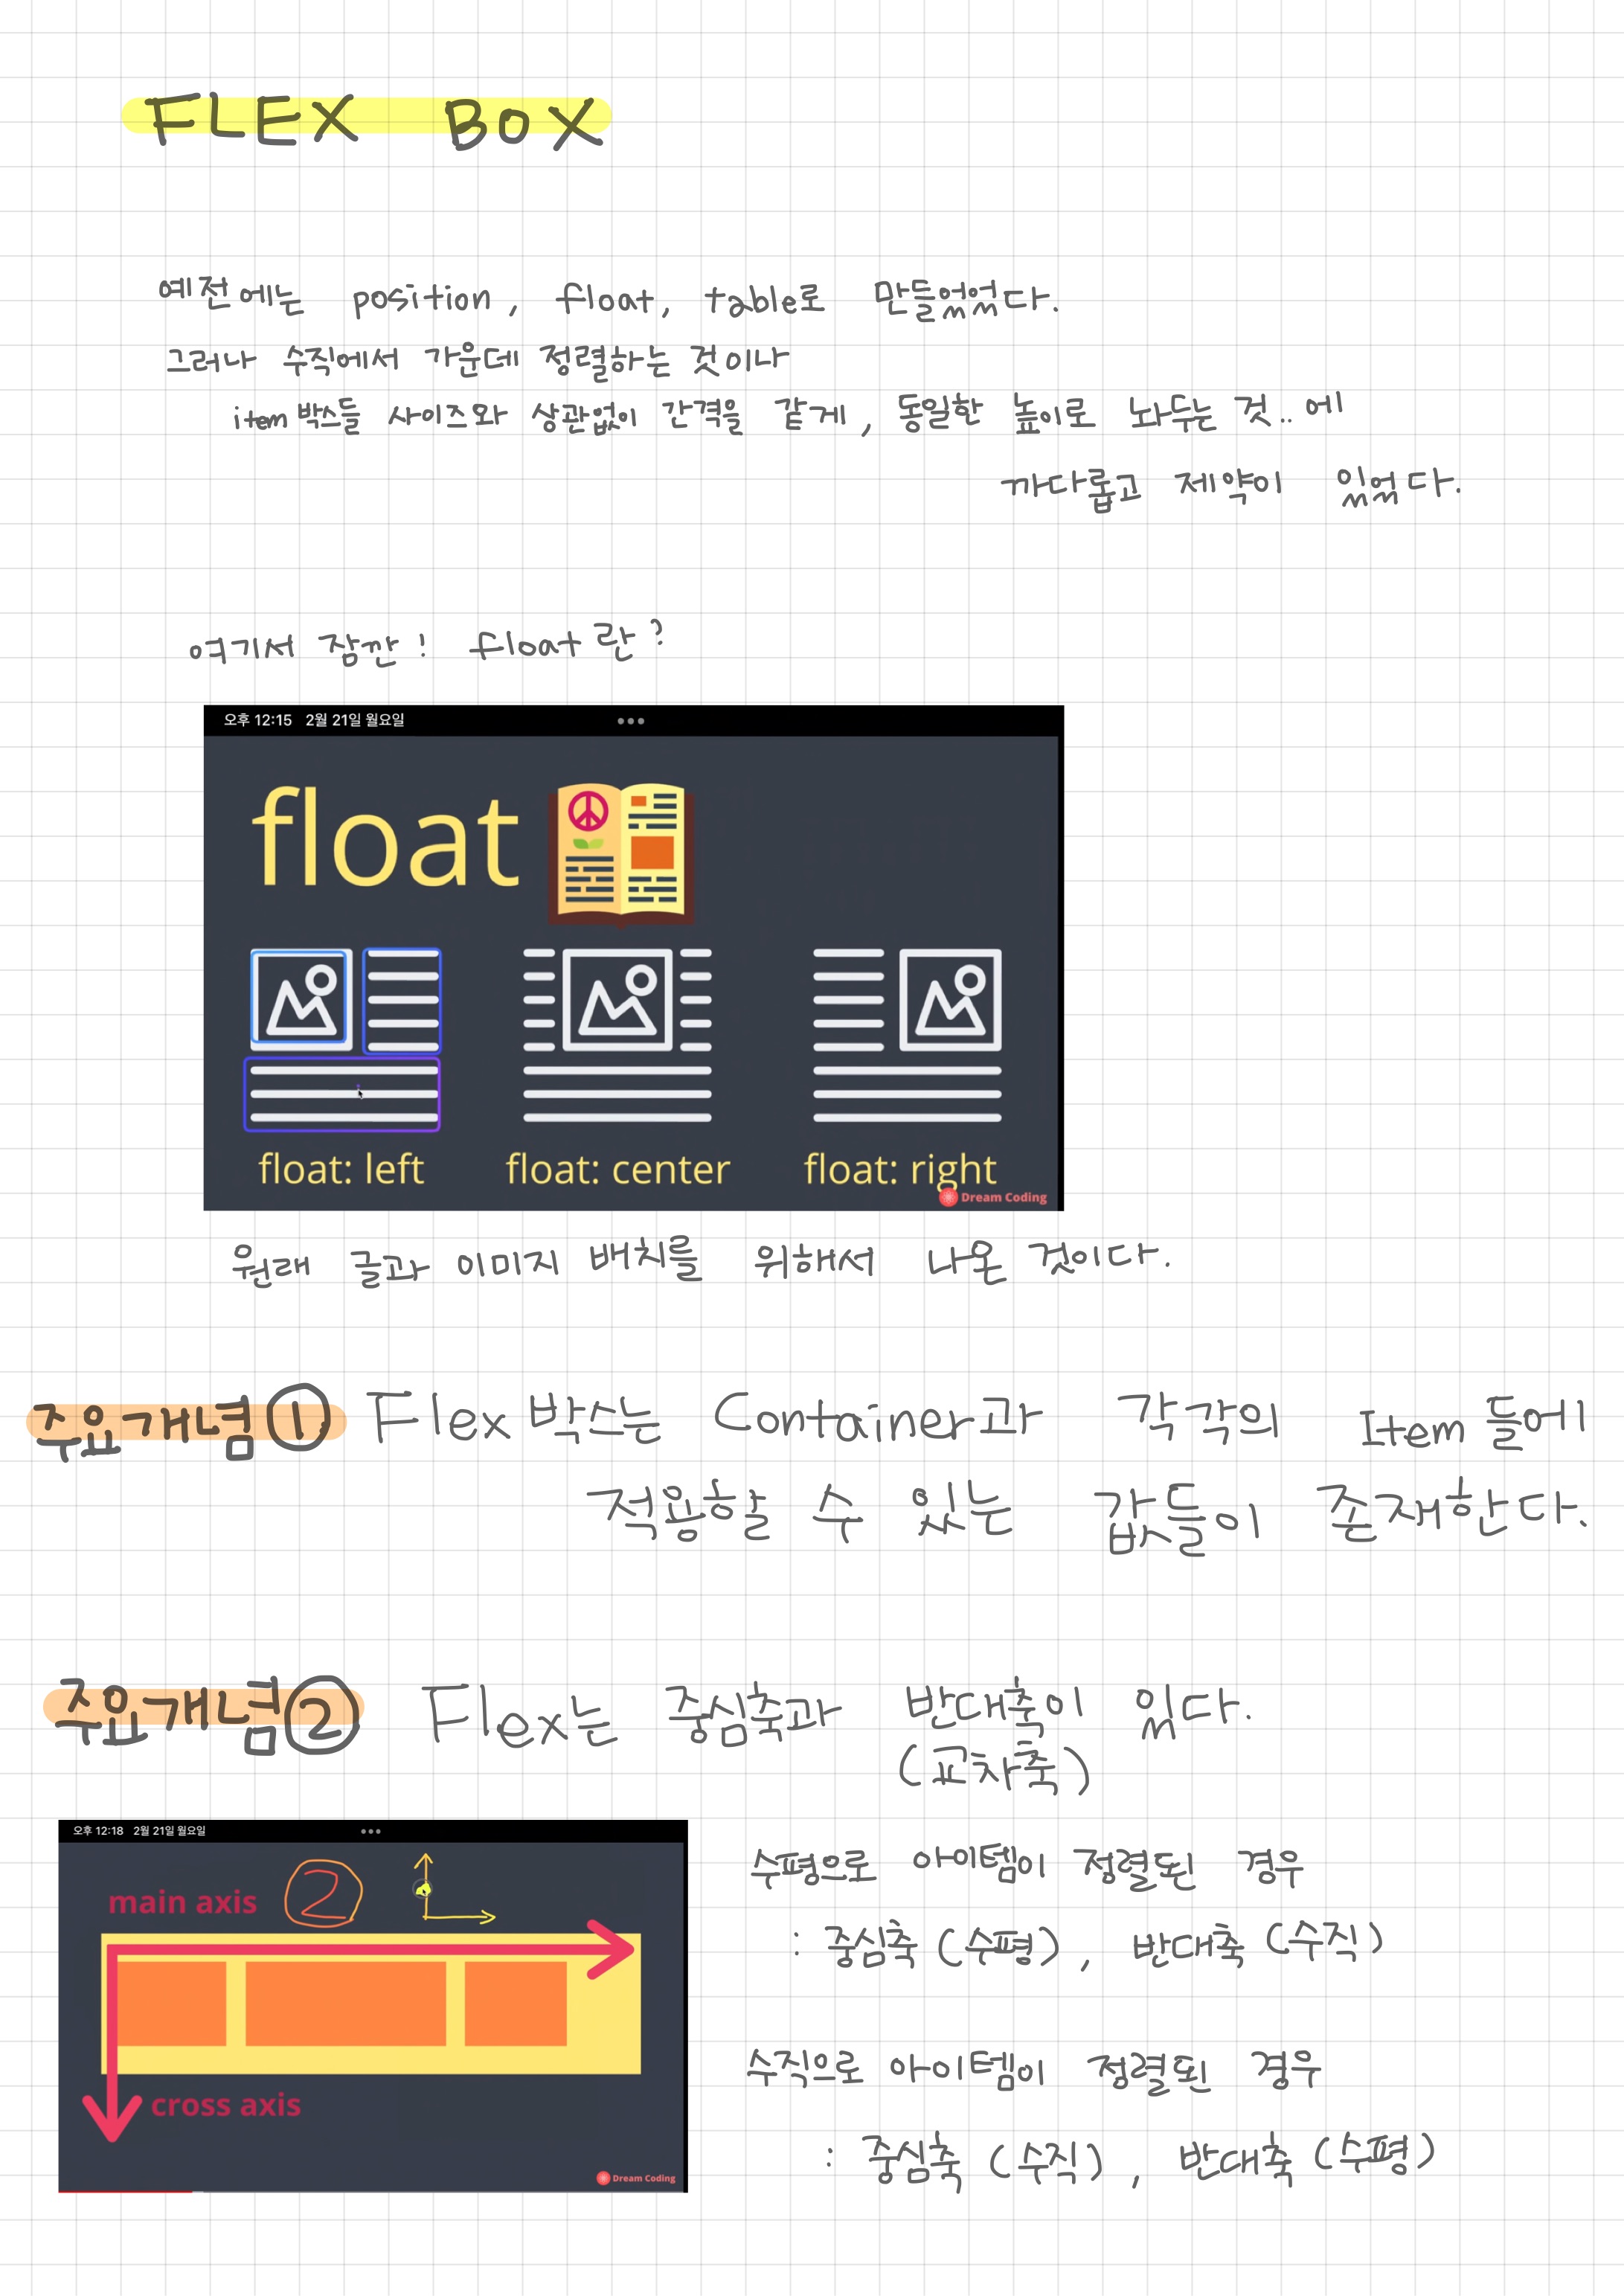 FLEX BOX
예전에는 position, float, table로 만들었었다.
그러나 수직에서 가운데 정렬하는 것이나
item 박스들 사이즈와 상관없이 간격을 같게, 동일한 높이로 놔두는 것..에
까다롭고 제약이 있었다.
여기서 잠깐! float란?
오후 12:15 2월 21일 월요일
float
float: left float: center float: right
Dream Coding
원래 글과 이미지 배치를 위해서 나온 것이다.
주요개념① Flex 박스는 Container과 각각의 Item들에
적용할 수 있는 값들이 존재한다.
주요개념② Flex는 중심축과 반대축이 있다.
(교차축)
오후 12:18 2월 21일 월요일
main axis ②
cross axis
Dream Coding
수평으로 아이템이 정렬된 경우
: 중심축 (수평), 반대축 (수직)
수직으로 아이템이 정렬된 경우
: 중심축 (수직), 반대축 (수평)